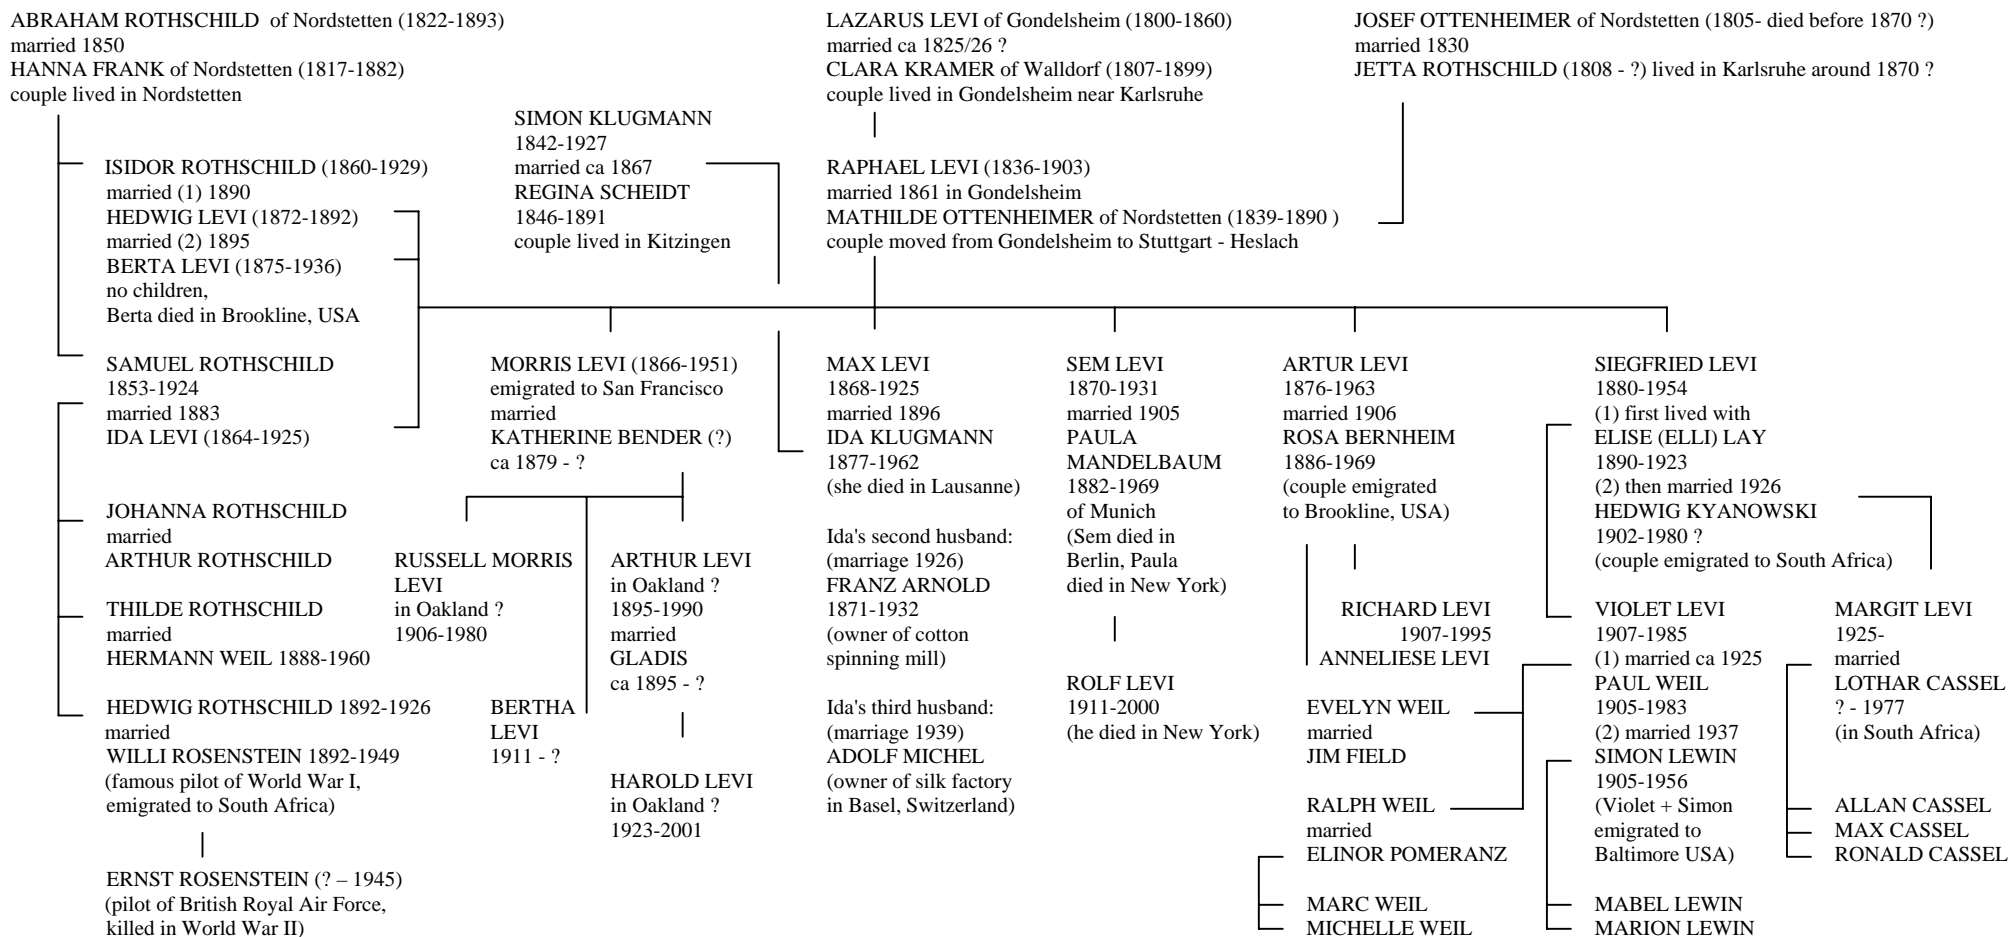 ABRAHAM ROTHSCHILD of Nordstetten (1822-1893)
married 1850
HANNA FRANK of Nordstetten (1817-1882)
couple lived in Nordstetten
LAZARUS LEVI of Gondelsheim (1800-1860)
married ca 1825/26 ?
CLARA KRAMER of Walldorf (1807-1899)
couple lived in Gondelsheim near Karlsruhe
JOSEF OTTENHEIMER of Nordstetten (1805- died before 1870 ?)
married 1830
JETTA ROTHSCHILD (1808 - ?) lived in Karlsruhe around 1870 ?
ISIDOR ROTHSCHILD (1860-1929)
married (1) 1890
HEDWIG LEVI (1872-1892)
married (2) 1895
BERTA LEVI (1875-1936)
no children,
Berta died in Brookline, USA
SIMON KLUGMANN
1842-1927
married ca 1867
REGINA SCHEIDT
1846-1891
couple lived in Kitzingen
RAPHAEL LEVI (1836-1903)
married 1861 in Gondelsheim
MATHILDE OTTENHEIMER of Nordstetten (1839-1890 )
couple moved from Gondelsheim to Stuttgart - Heslach
SAMUEL ROTHSCHILD
1853-1924
married 1883
IDA LEVI (1864-1925)
MORRIS LEVI (1866-1951)
emigrated to San Francisco
married
KATHERINE BENDER (?)
ca 1879 - ?
MAX LEVI
1868-1925
married 1896
IDA KLUGMANN
1877-1962
(she died in Lausanne)
Ida's second husband:
(marriage 1926)
FRANZ ARNOLD
1871-1932
(owner of cotton
spinning mill)
Ida's third husband:
(marriage 1939)
ADOLF MICHEL
(owner of silk factory
in Basel, Switzerland)
SEM LEVI
1870-1931
married 1905
PAULA
MANDELBAUM
1882-1969
of Munich
(Sem died in
Berlin, Paula
died in New York)
ROLF LEVI
1911-2000
(he died in New York)
ARTUR LEVI
1876-1963
married 1906
ROSA BERNHEIM
1886-1969
(couple emigrated
to Brookline, USA)
RICHARD LEVI
1907-1995
ANNELIESE LEVI
SIEGFRIED LEVI
1880-1954
(1) first lived with
ELISE (ELLI) LAY
1890-1923
(2) then married 1926
HEDWIG KYANOWSKI
1902-1980 ?
(couple emigrated to South Africa)
JOHANNA ROTHSCHILD
married
ARTHUR ROTHSCHILD
THILDE ROTHSCHILD
married
HERMANN WEIL 1888-1960
HEDWIG ROTHSCHILD 1892-1926
married
WILLI ROSENSTEIN 1892-1949
(famous pilot of World War I,
emigrated to South Africa)
ERNST ROSENSTEIN (? – 1945)
(pilot of British Royal Air Force,
killed in World War II)
RUSSELL MORRIS
LEVI
in Oakland ?
1906-1980
BERTHA
LEVI
1911 - ?
ARTHUR LEVI
in Oakland ?
1895-1990
married
GLADIS
ca 1895 - ?
HAROLD LEVI
in Oakland ?
1923-2001
EVELYN WEIL
married
JIM FIELD
RALPH WEIL
married
ELINOR POMERANZ
MARC WEIL
MICHELLE WEIL
VIOLET LEVI
1907-1985
(1) married ca 1925
PAUL WEIL
1905-1983
(2) married 1937
SIMON LEWIN
1905-1956
(Violet + Simon
emigrated to
Baltimore USA)
MABEL LEWIN
MARION LEWIN
MARGIT LEVI
1925-
married
LOTHAR CASSEL
? - 1977
(in South Africa)
ALLAN CASSEL
MAX CASSEL
RONALD CASSEL